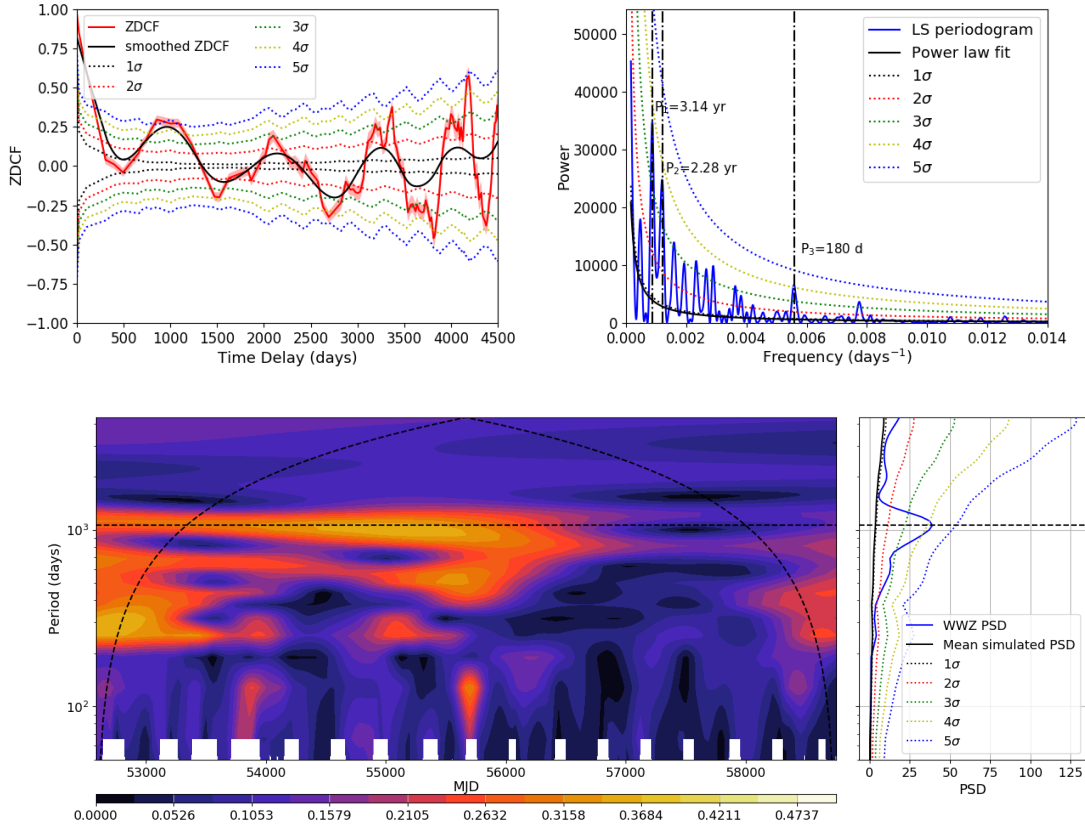 1.00
0.75
0.50
0.25
0.00
−0.25
−0.50
−0.75
−1.00
ZDCF
ZDCF
smoothed ZDCF
1σ
2σ
3σ
4σ
5σ
0 500 1000 1500 2000 2500 3000 3500 4000 4500
Time Delay (days)
50000
40000
30000
20000
10000
0
Power
LS periodogram
Power law fit
1σ
2σ
3σ
4σ
5σ
P₁=3.14 yr
P₂=2.28 yr
P₃=180 d
0.000 0.002 0.004 0.006 0.008 0.010 0.012 0.014
Frequency (days⁻¹)
10³
10²
Period (days)
53000 54000 55000 56000 57000 58000
MJD
0.0000 0.0526 0.1053 0.1579 0.2105 0.2632 0.3158 0.3684 0.4211 0.4737
WWZ PSD
Mean simulated PSD
1σ
2σ
3σ
4σ
5σ
0 25 50 75 100 125
PSD